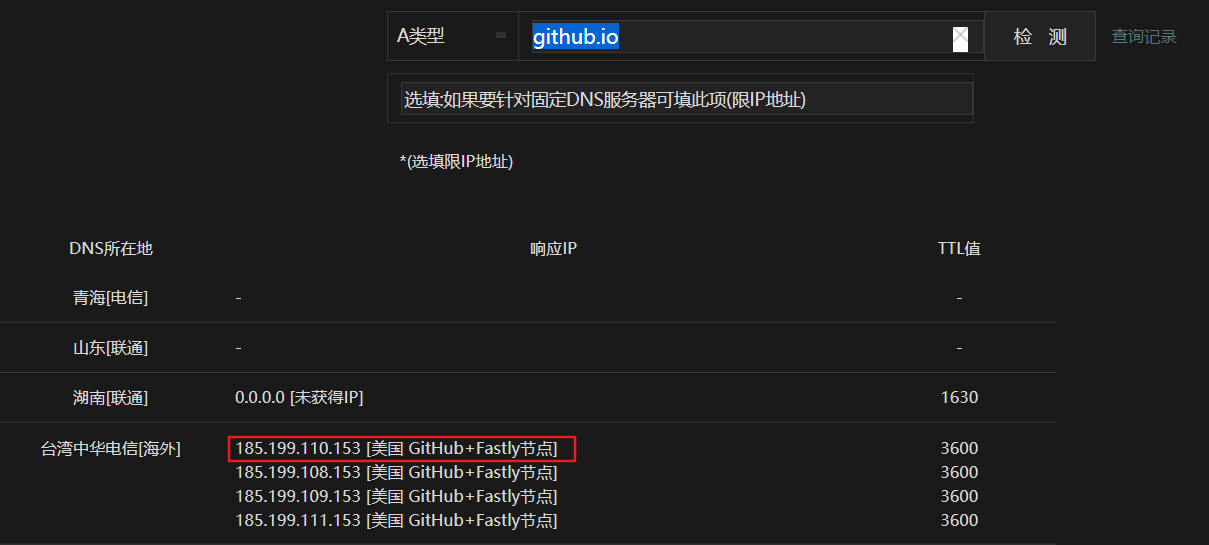 A类型 github.io 检 测 查询记录
选填:如果要针对固定DNS服务器可填此项(限IP地址)
*(选填限IP地址)
DNS所在地 响应IP TTL值
青海[电信] - -
山东[联通] - -
湖南[联通] 0.0.0.0 [未获得IP] 1630
台湾中华电信[海外] 185.199.110.153 [美国 GitHub+Fastly节点] 3600
185.199.108.153 [美国 GitHub+Fastly节点] 3600
185.199.109.153 [美国 GitHub+Fastly节点] 3600
185.199.111.153 [美国 GitHub+Fastly节点] 3600